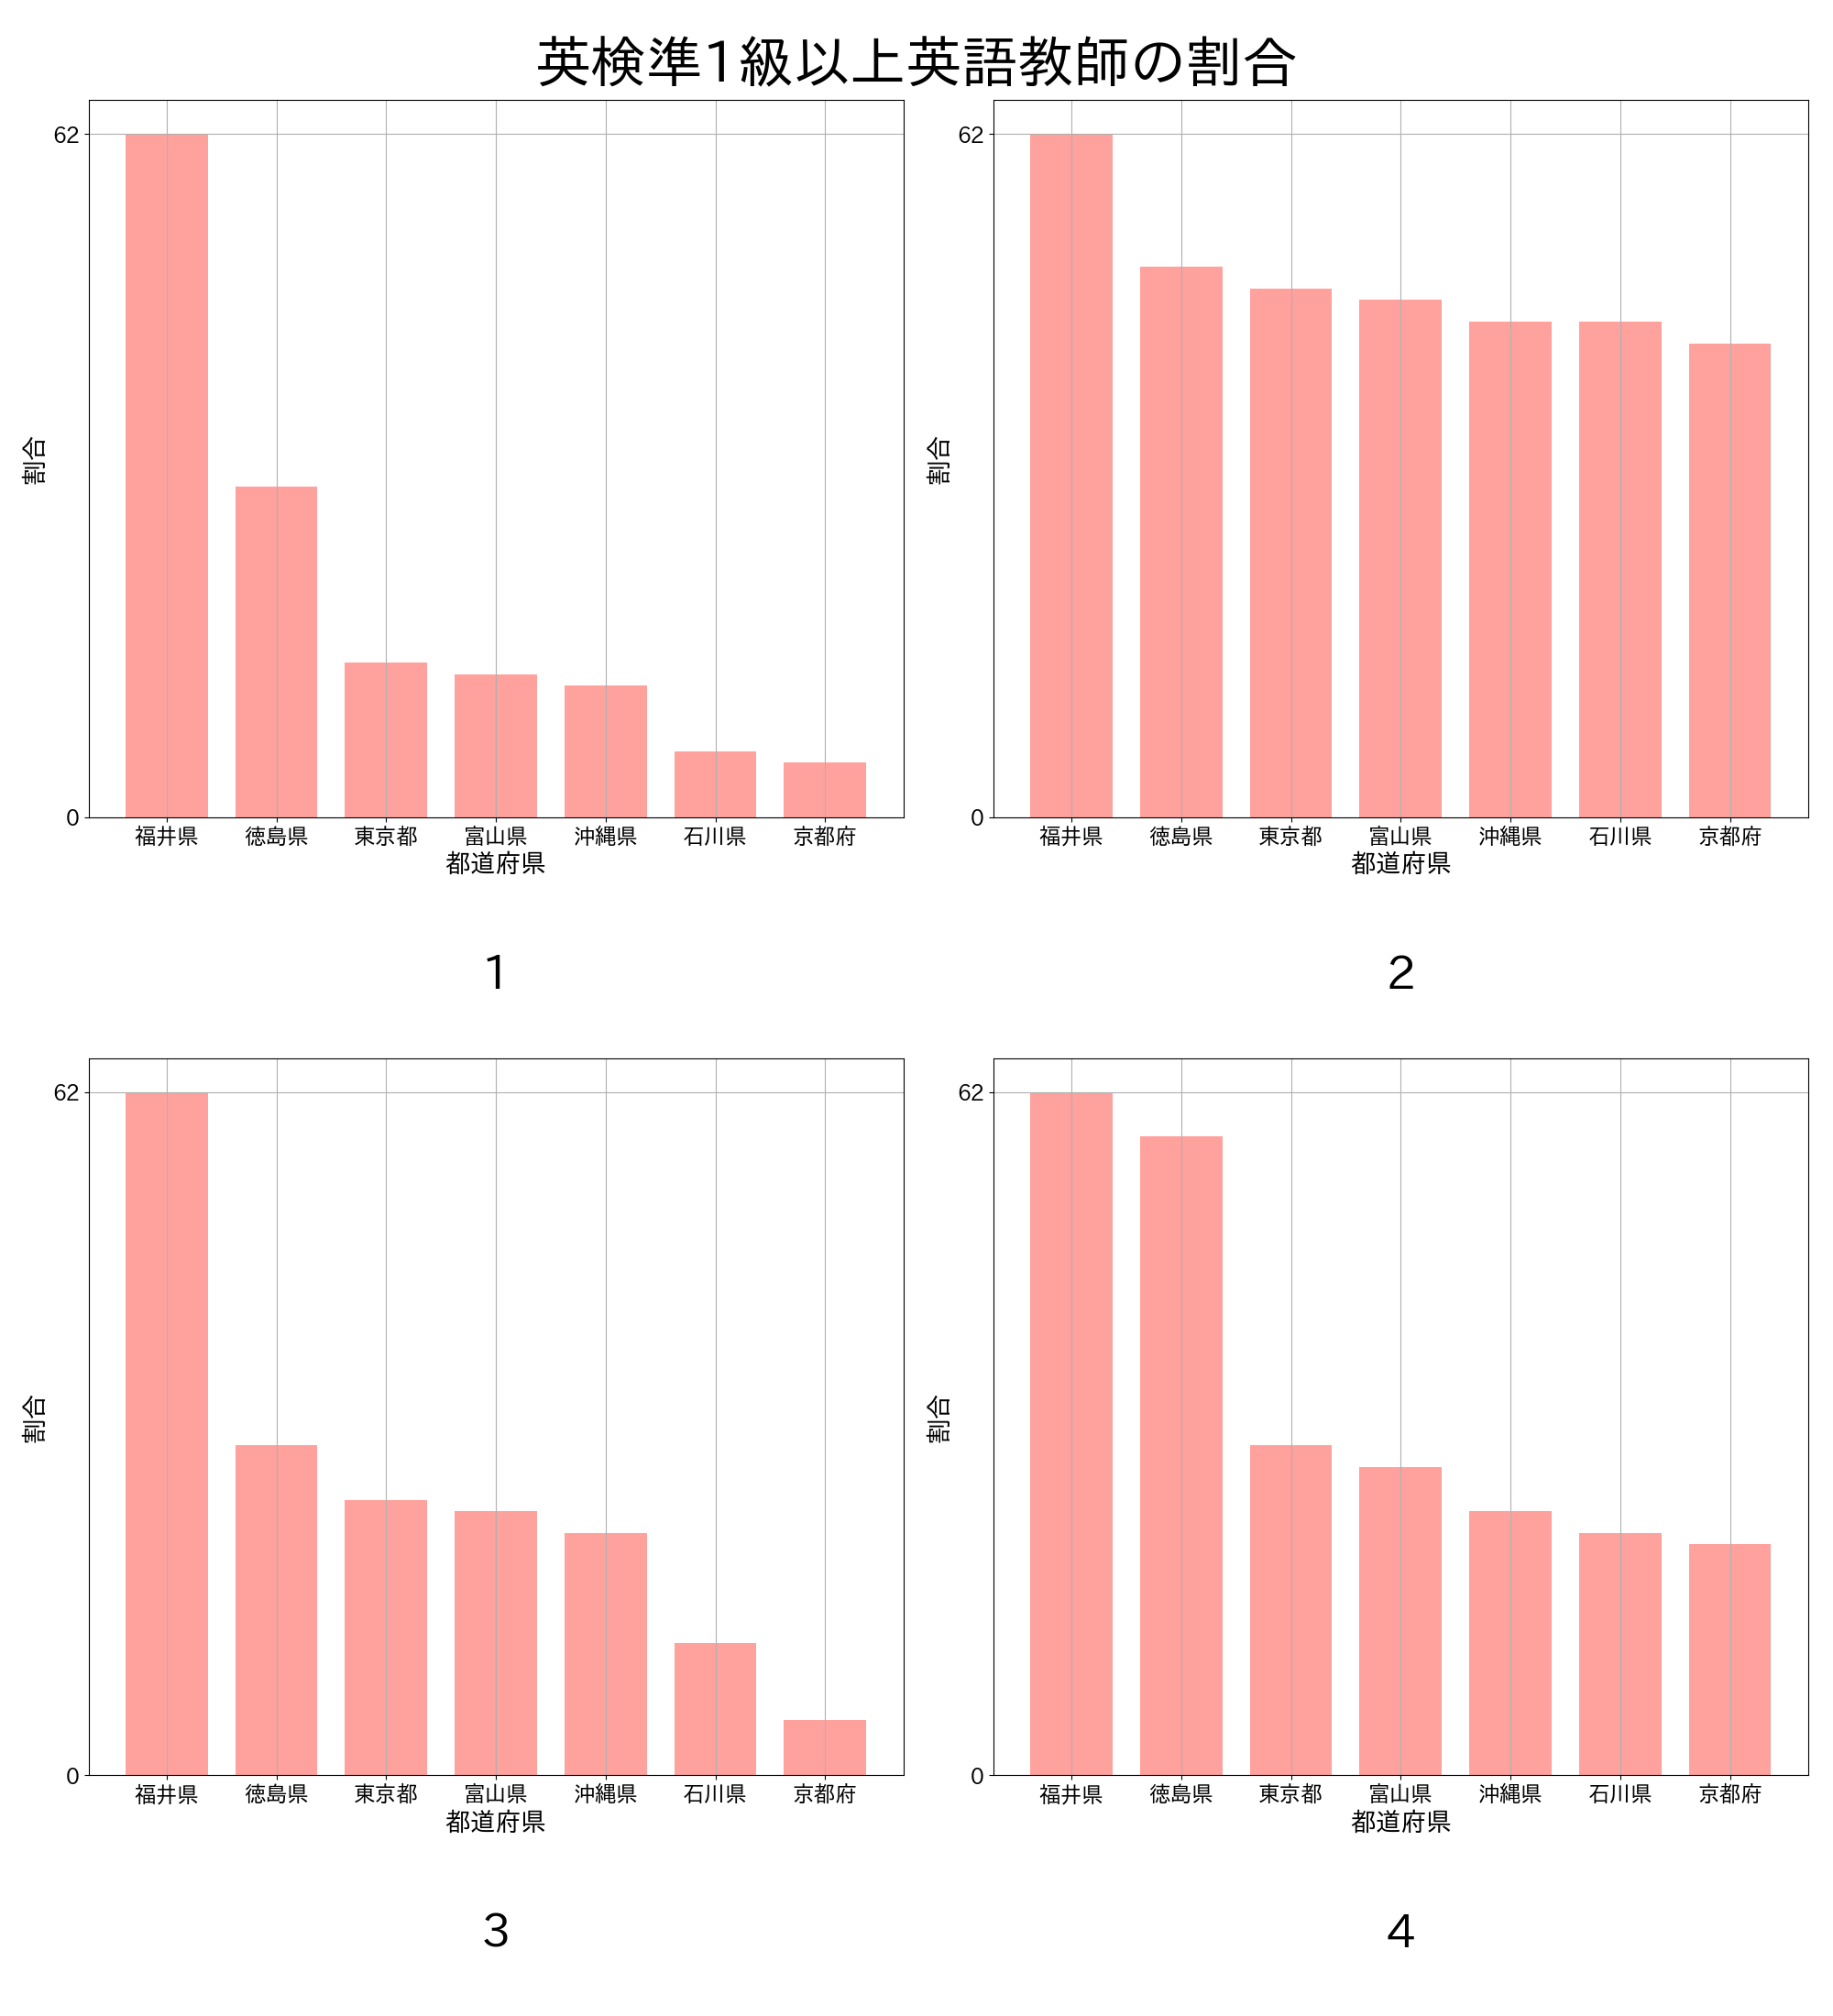 英検準1級以上英語教師の割合
62
0
割合
福井県 徳島県 東京都 富山県 沖縄県 石川県 京都府
都道府県
1
62
0
割合
福井県 徳島県 東京都 富山県 沖縄県 石川県 京都府
都道府県
2
62
0
割合
福井県 徳島県 東京都 富山県 沖縄県 石川県 京都府
都道府県
3
62
0
割合
福井県 徳島県 東京都 富山県 沖縄県 石川県 京都府
都道府県
4